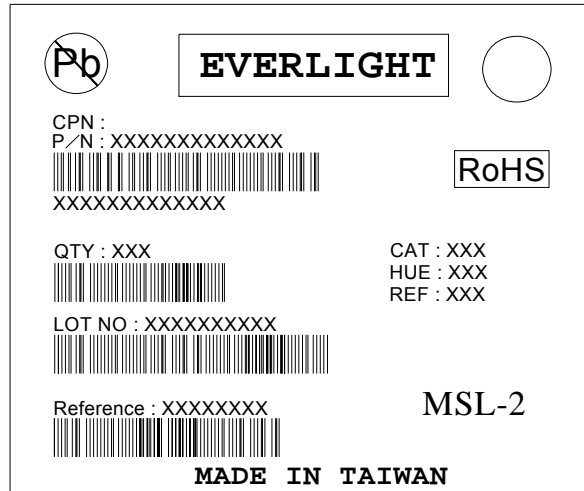 Pb
EVERLIGHT
CPN :
P/N : XXXXXXXXXXXXX
RoHS
XXXXXXXXXXXXX
QTY : XXX
CAT : XXX
HUE : XXX
REF : XXX
LOT NO : XXXXXXXXXX
Reference : XXXXXXXX
MSL-2
MADE IN TAIWAN